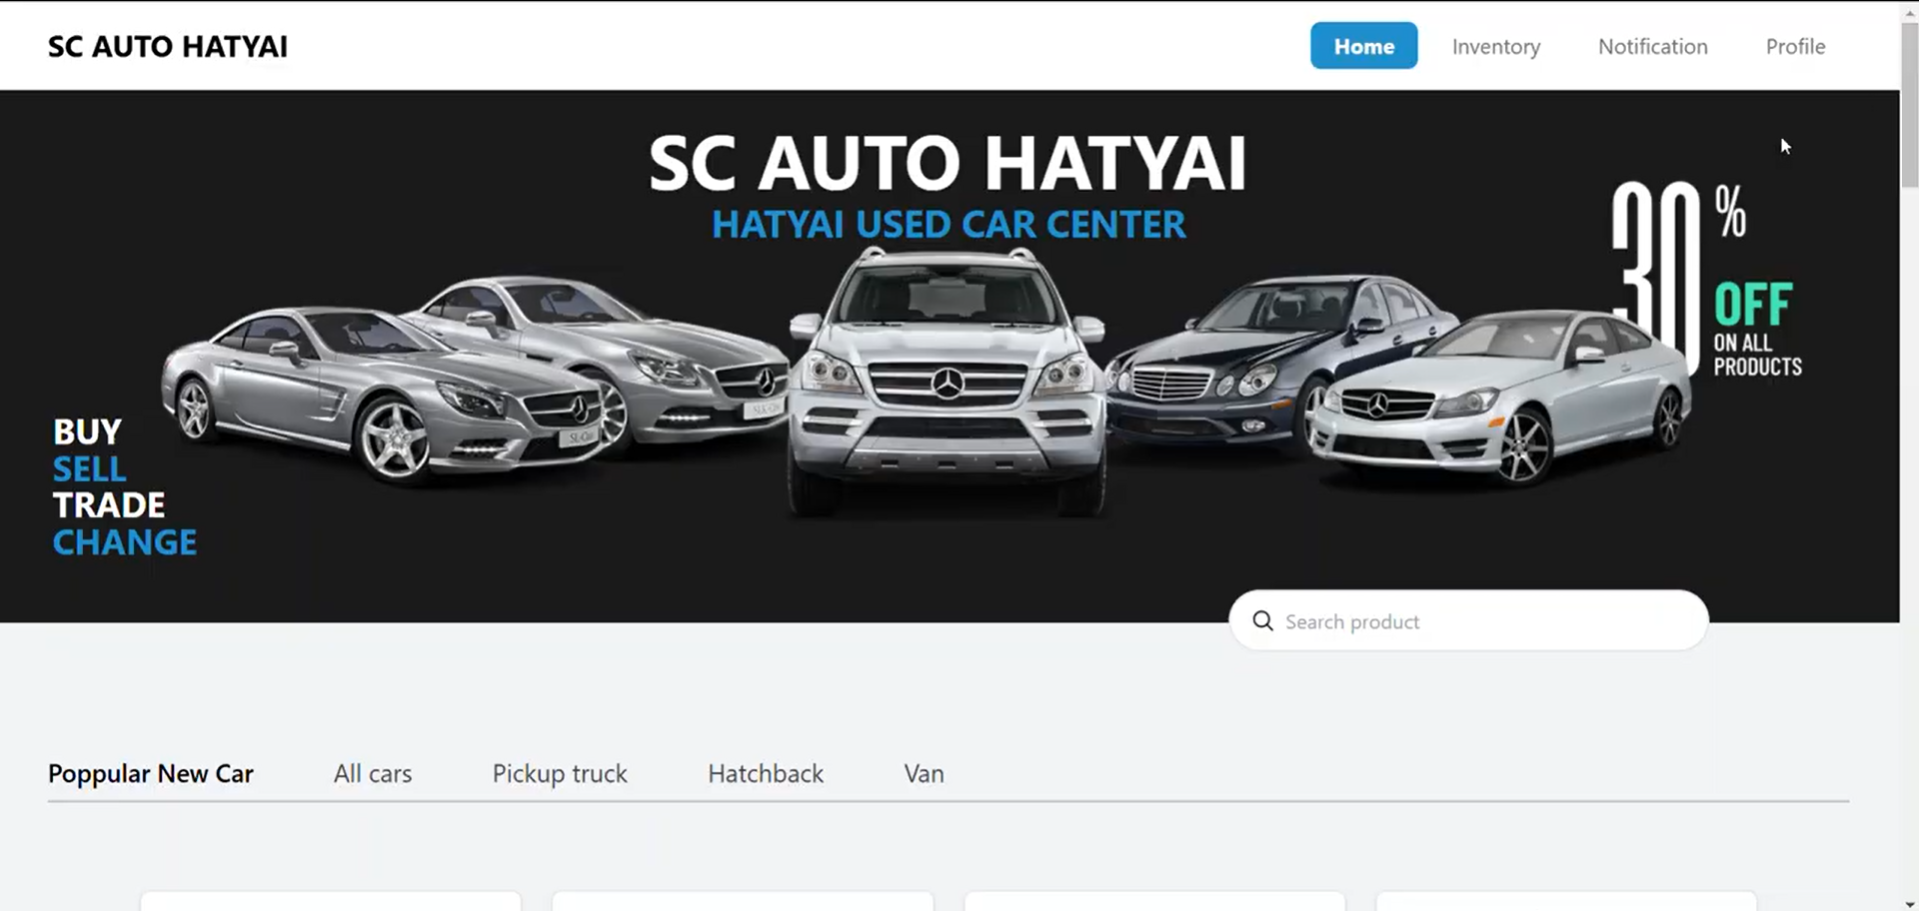 SC AUTO HATYAI
Home
Inventory
Notification
Profile
SC AUTO HATYAI
HATYAI USED CAR CENTER
30%
OFF
ON ALL
PRODUCTS
BUY
SELL
TRADE
CHANGE
Search product
Poppular New Car
All cars
Pickup truck
Hatchback
Van